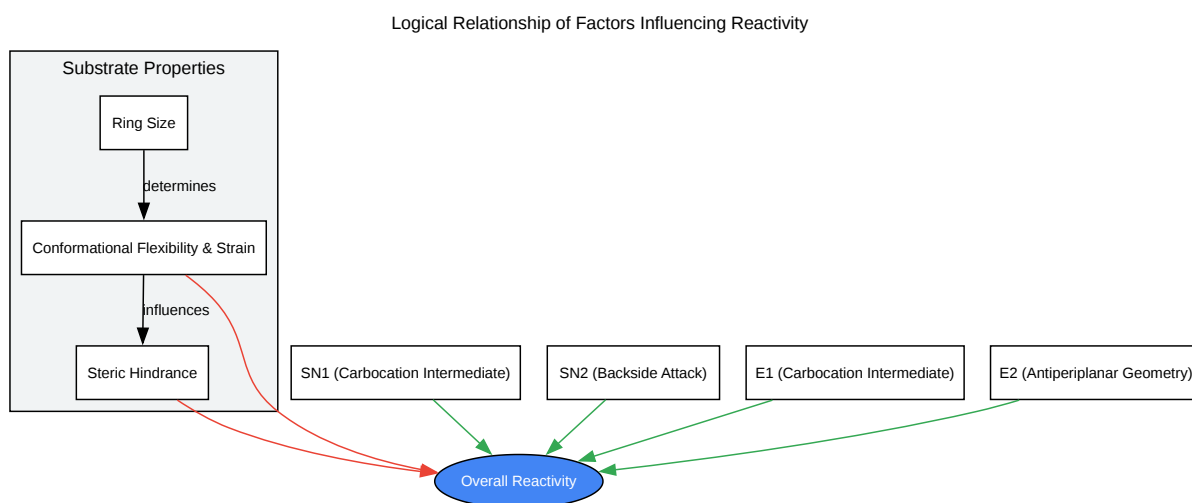 Logical Relationship of Factors Influencing Reactivity
Substrate Properties
Ring Size
determines
Conformational Flexibility & Strain
influences
Steric Hindrance
SN1 (Carbocation Intermediate)
SN2 (Backside Attack)
E1 (Carbocation Intermediate)
E2 (Antiperiplanar Geometry)
Overall Reactivity